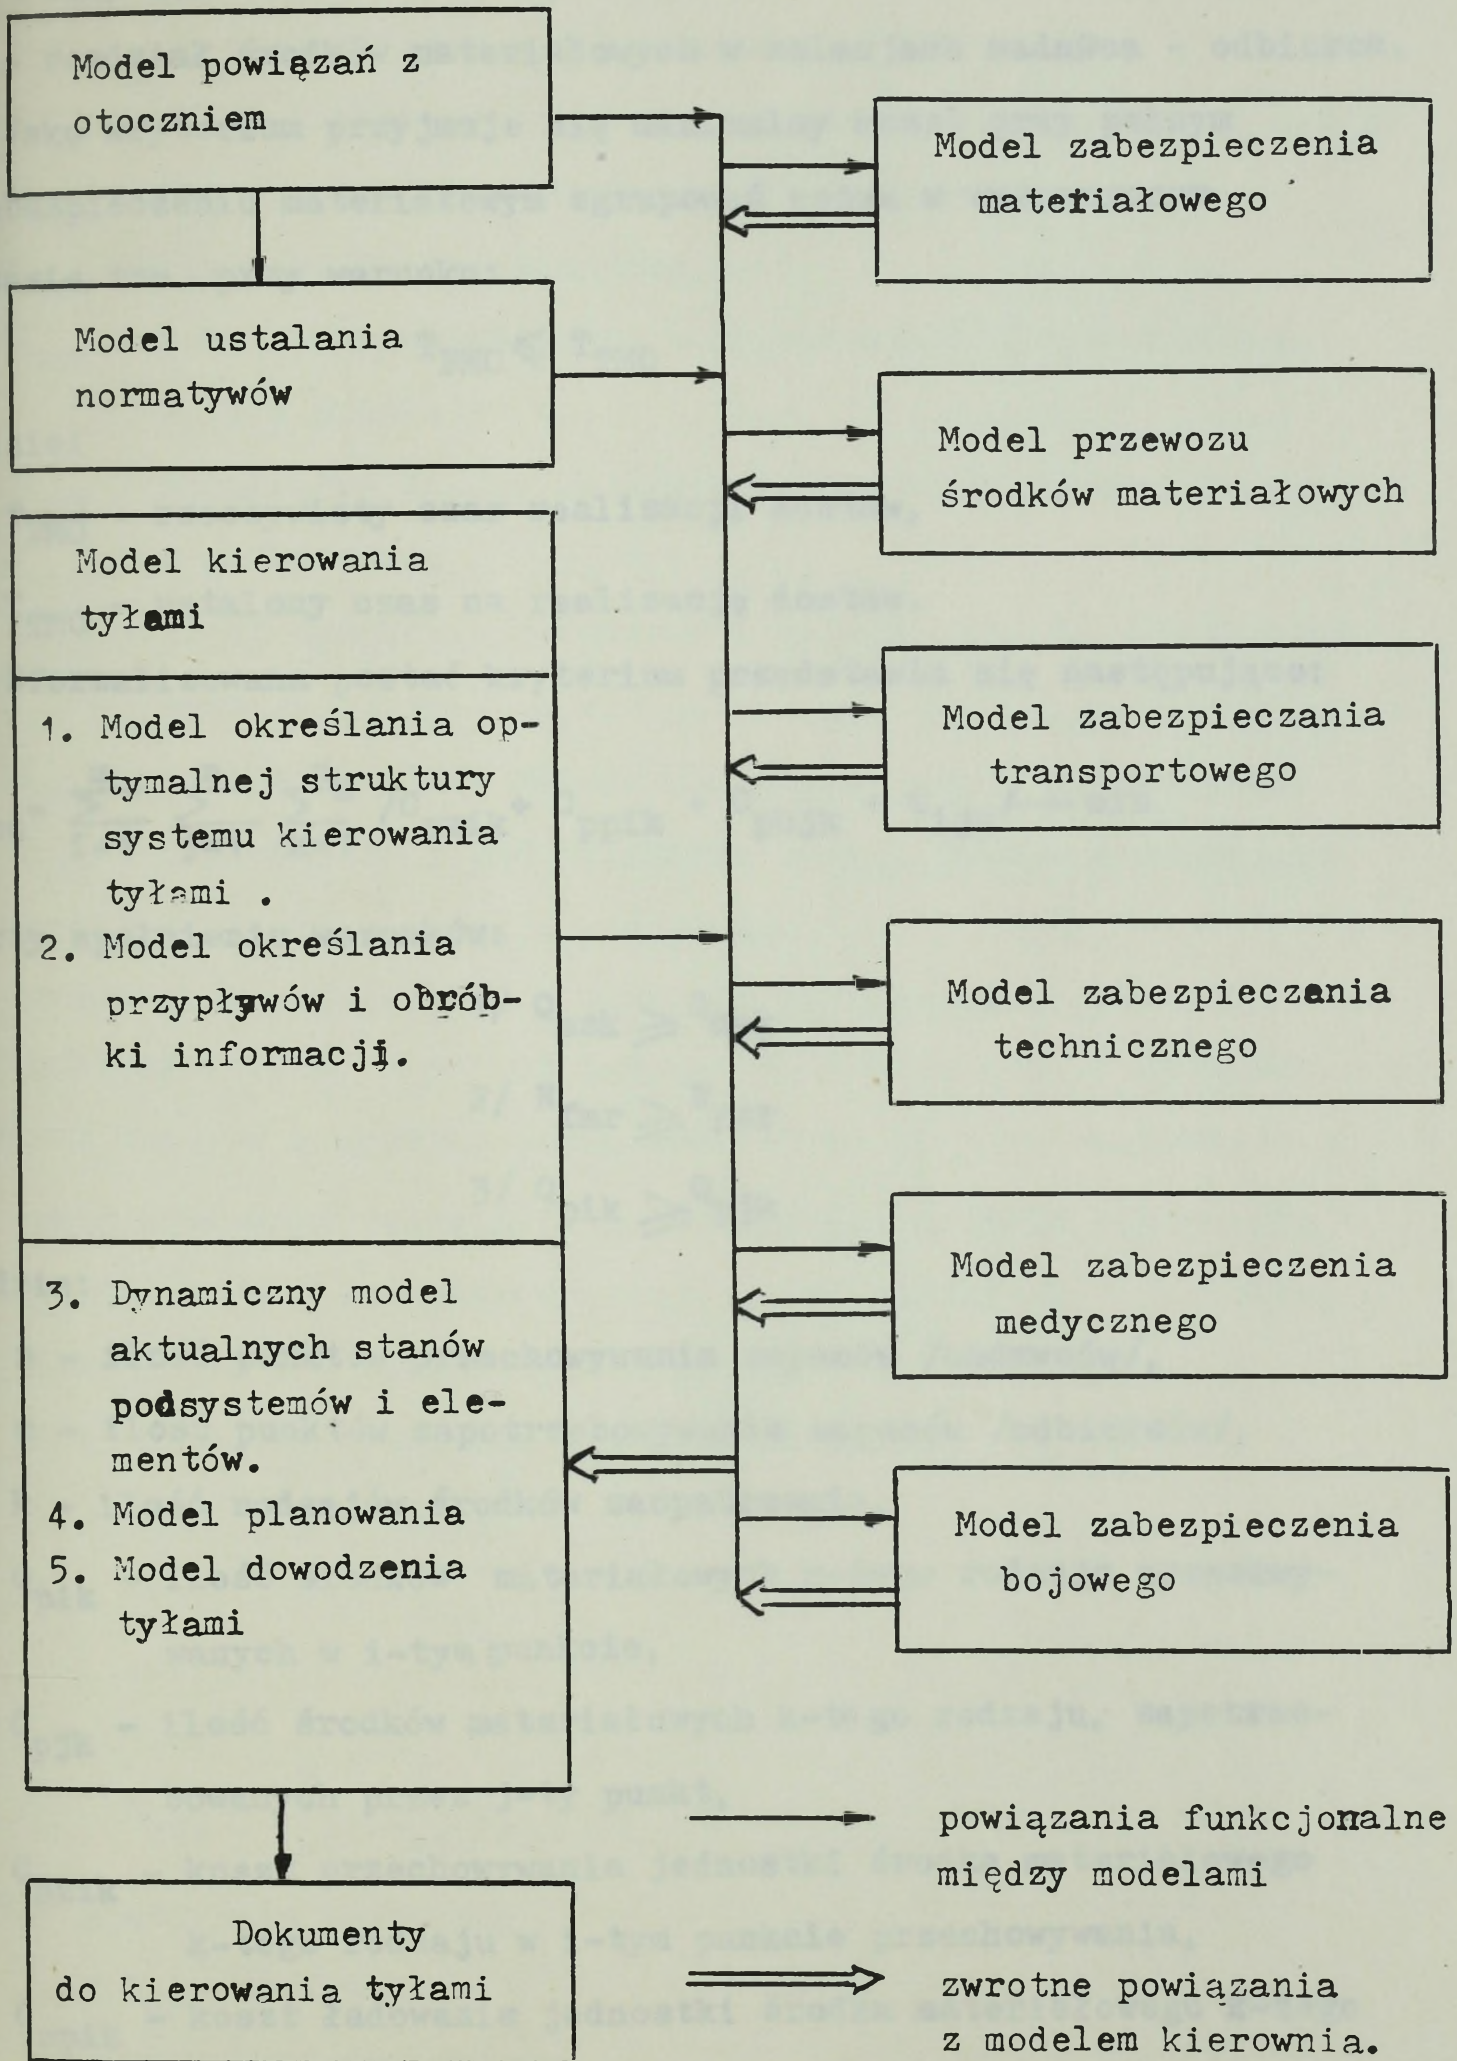 Model powiązań z
otoczniem
Model ustalania
normatywów
Model kierowania
tyłami
1. Model określania op-
tymalnej struktury
systemu kierowania
tyłami .
2. Model określania
przypływów i obrób-
ki informacji.
3. Dynamiczny model
aktualnych stanów
podsystemów i ele-
mentów.
4. Model planowania
5. Model dowodzenia
tyłami
Dokumenty
do kierowania tyłami
Model zabezpieczenia
materiałowego
Model przewozu
środków materiałowych
Model zabezpieczania
transportowego
Model zabezpieczania
technicznego
Model zabezpieczenia
medycznego
Model zabezpieczenia
bojowego
powiązania funkcjonalne
między modelami
zwrotne powiązania
z modelem kierownia.